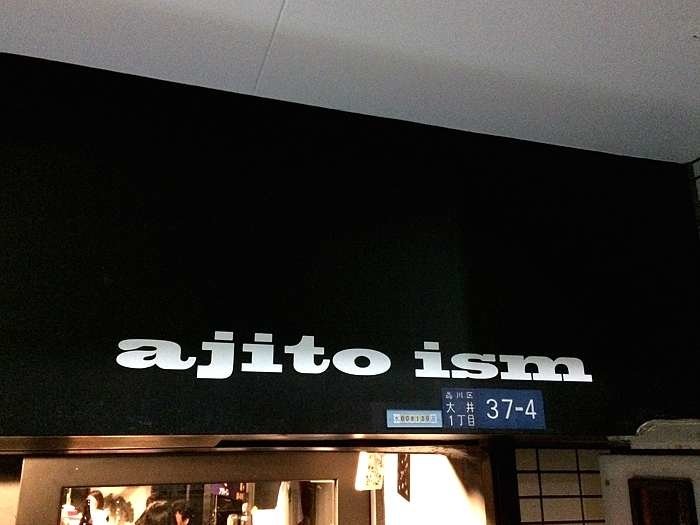 ajito ism
品川区
大井
1丁目
37-4